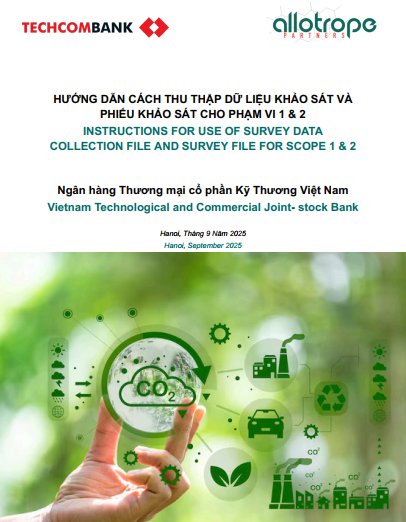 TECHCOMBANK
allotrope
PARTNERS
HƯỚNG DẪN CÁCH THU THẬP DỮ LIỆU KHẢO SÁT VÀ
PHIẾU KHẢO SÁT CHO PHẠM VI 1 & 2
INSTRUCTIONS FOR USE OF SURVEY DATA
COLLECTION FILE AND SURVEY FILE FOR SCOPE 1 & 2
Ngân hàng Thương mại cổ phần Kỹ Thương Việt Nam
Vietnam Technological and Commercial Joint- stock Bank
Hanoi, Tháng 9 Năm 2025
Hanoi, September 2025
CO2
CO2
CO2
CO2